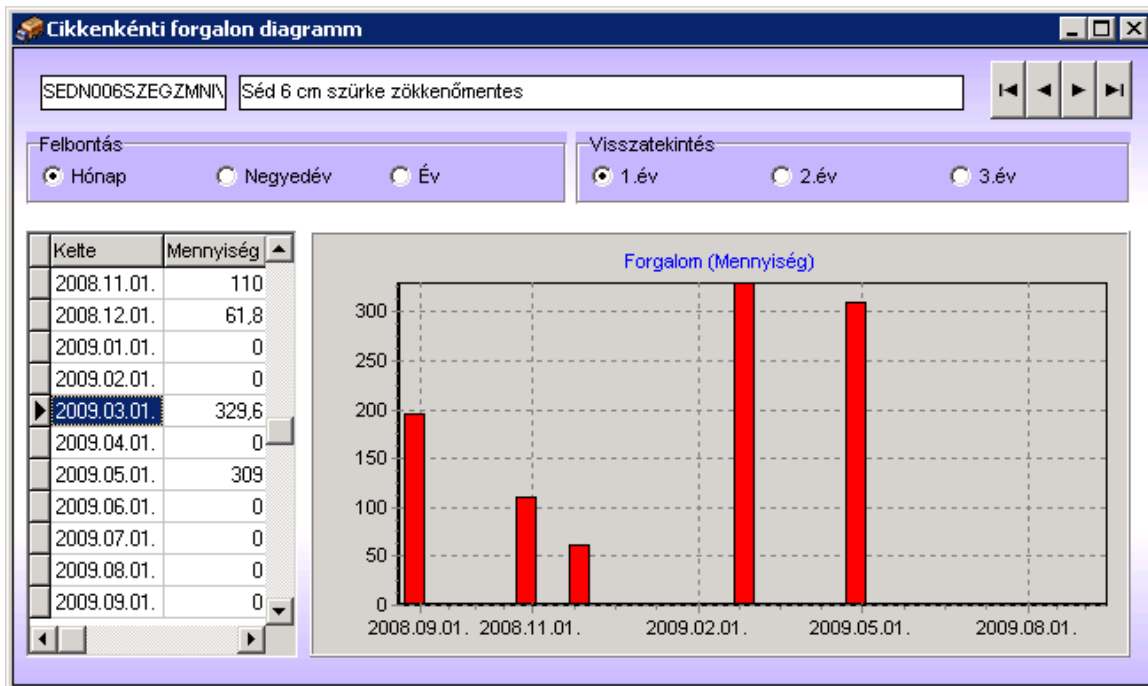 Cikkenkénti forgalon diagramm
SEDN006SZEGZMNI
Séd 6 cm szürke zökkenőmentes
Felbontás
Hónap Negyedév Év
Visszatekintés
1.év 2.év 3.év
Kelte Mennyiség
2008.11.01. 110
2008.12.01. 61,8
2009.01.01. 0
2009.02.01. 0
2009.03.01. 329,6
2009.04.01. 0
2009.05.01. 309
2009.06.01. 0
2009.07.01. 0
2009.08.01. 0
2009.09.01. 0
Forgalom (Mennyiség)
300
250
200
150
100
50
0
2008.09.01. 2008.11.01. 2009.02.01. 2009.05.01. 2009.08.01.